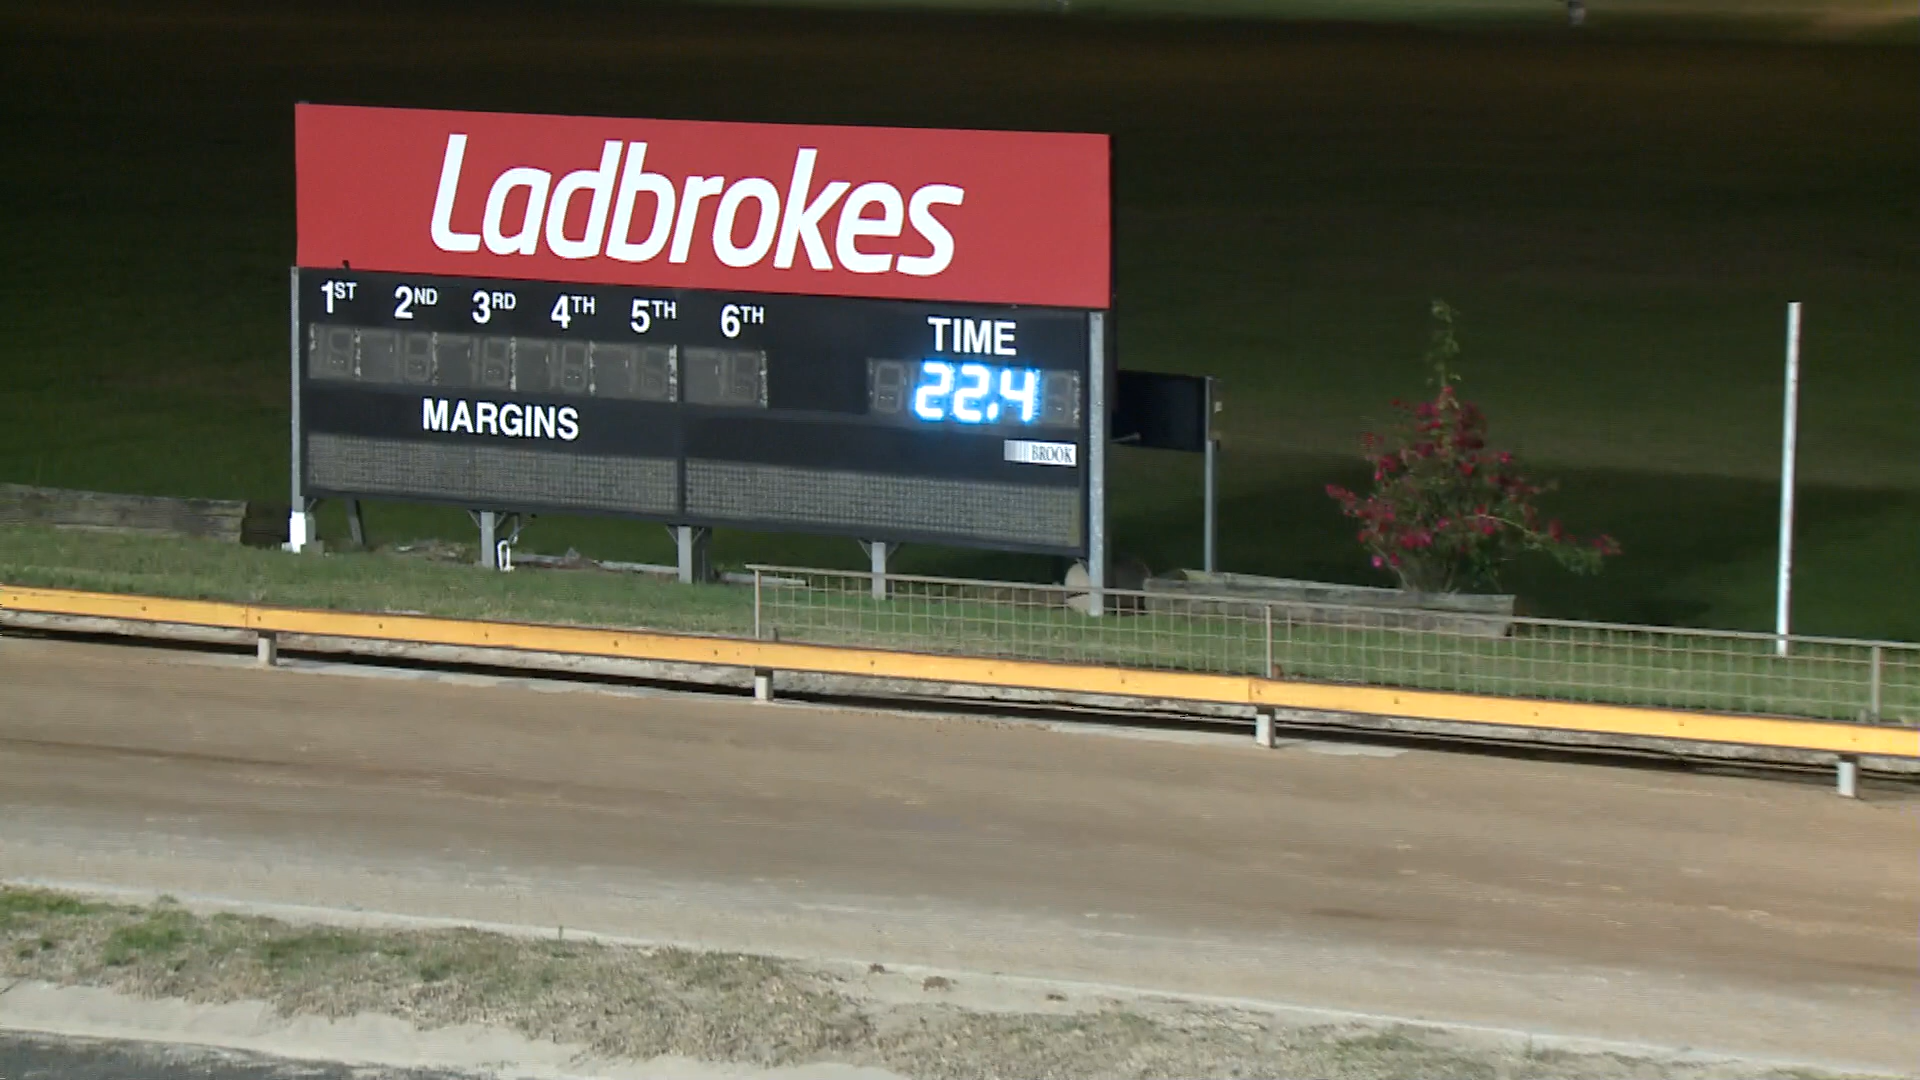 Ladbrokes
1ST 2ND 3RD 4TH 5TH 6TH
TIME
22.4
MARGINS
BROOK